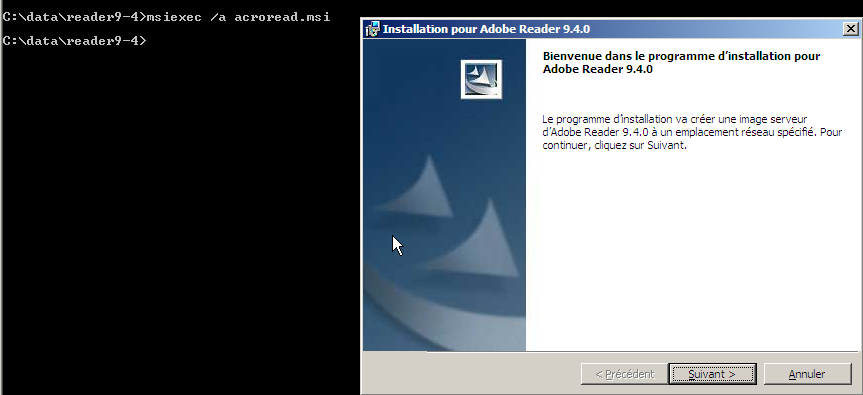 C:\data\reader9-4>msiexec /a acroread.msi
C:\data\reader9-4>
Installation pour Adobe Reader 9.4.0
Bienvenue dans le programme d'installation pour
Adobe Reader 9.4.0
Le programme d'installation va créer une image serveur
d'Adobe Reader 9.4.0 à un emplacement réseau spécifié. Pour
continuer, cliquez sur Suivant.
< Précédent
Suivant >
Annuler